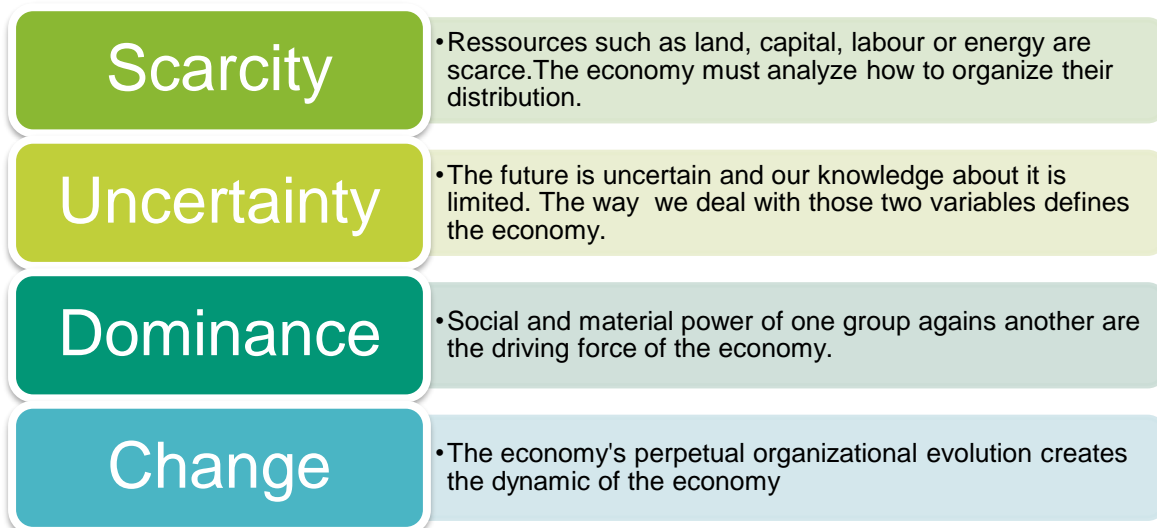 Scarcity
•Ressources such as land, capital, labour or energy are
scarce.The economy must analyze how to organize their
distribution.
Uncertainty
•The future is uncertain and our knowledge about it is
limited. The way  we deal with those two variables defines
the economy.
Dominance
•Social and material power of one group agains another are
the driving force of the economy.
Change
•The economy's perpetual organizational evolution creates
the dynamic of the economy